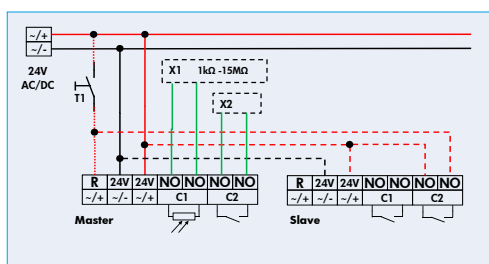 ~/+
~/-
24V
AC/DC
T1
X1 1kΩ -15MΩ
X2
R 24V 24V NO NO NO NO
~/+ ~/- ~/+ C1 C2
Master
R 24V 24V NO NO NO NO
~/+ ~/- ~/+ C1 C2
Slave